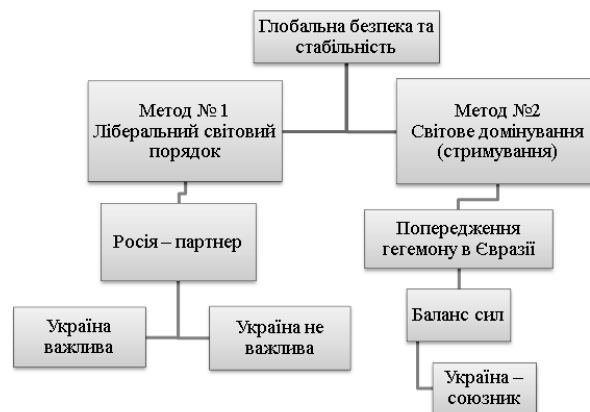 Глобальна безпека та
стабільність
Метод № 1
Ліберальний світовий
порядок
Метод №2
Світове домінування
(стримування)
Росія – партнер
Попередження
гегемону в Євразії
Україна
важлива
Україна не
важлива
Баланс сил
Україна –
союзник